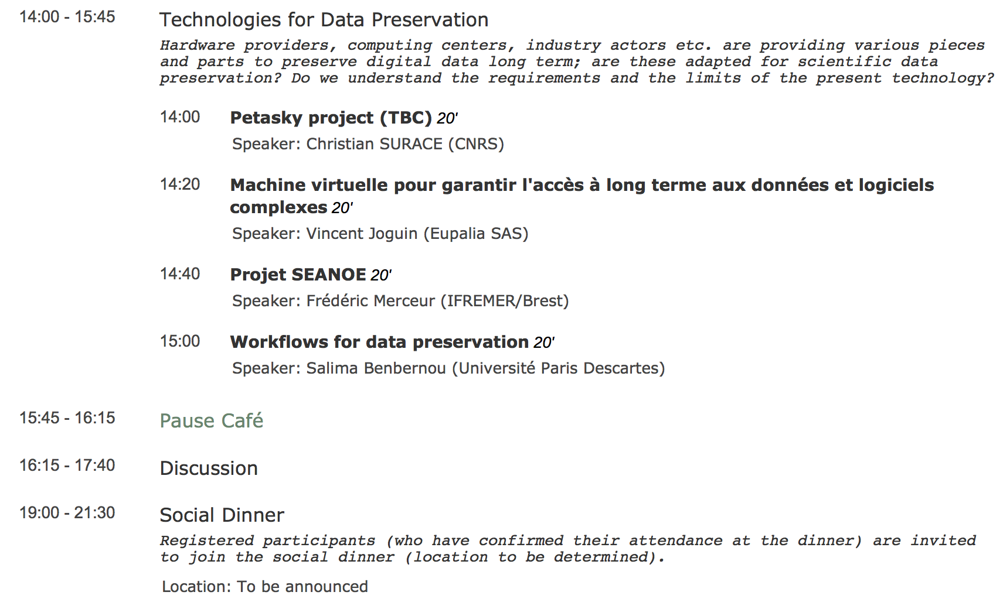 14:00 - 15:45 Technologies for Data Preservation
Hardware providers, computing centers, industry actors etc. are providing various pieces
and parts to preserve digital data long term; are these adapted for scientific data
preservation? Do we understand the requirements and the limits of the present technology?
14:00 Petasky project (TBC) 20'
Speaker: Christian SURACE (CNRS)
14:20 Machine virtuelle pour garantir l'accès à long terme aux données et logiciels
complexes 20'
Speaker: Vincent Joguin (Eupalia SAS)
14:40 Projet SEANOE 20'
Speaker: Frédéric Merceur (IFREMER/Brest)
15:00 Workflows for data preservation 20'
Speaker: Salima Benbernou (Université Paris Descartes)
15:45 - 16:15 Pause Café
16:15 - 17:40 Discussion
19:00 - 21:30 Social Dinner
Registered participants (who have confirmed their attendance at the dinner) are invited
to join the social dinner (location to be determined).
Location: To be announced